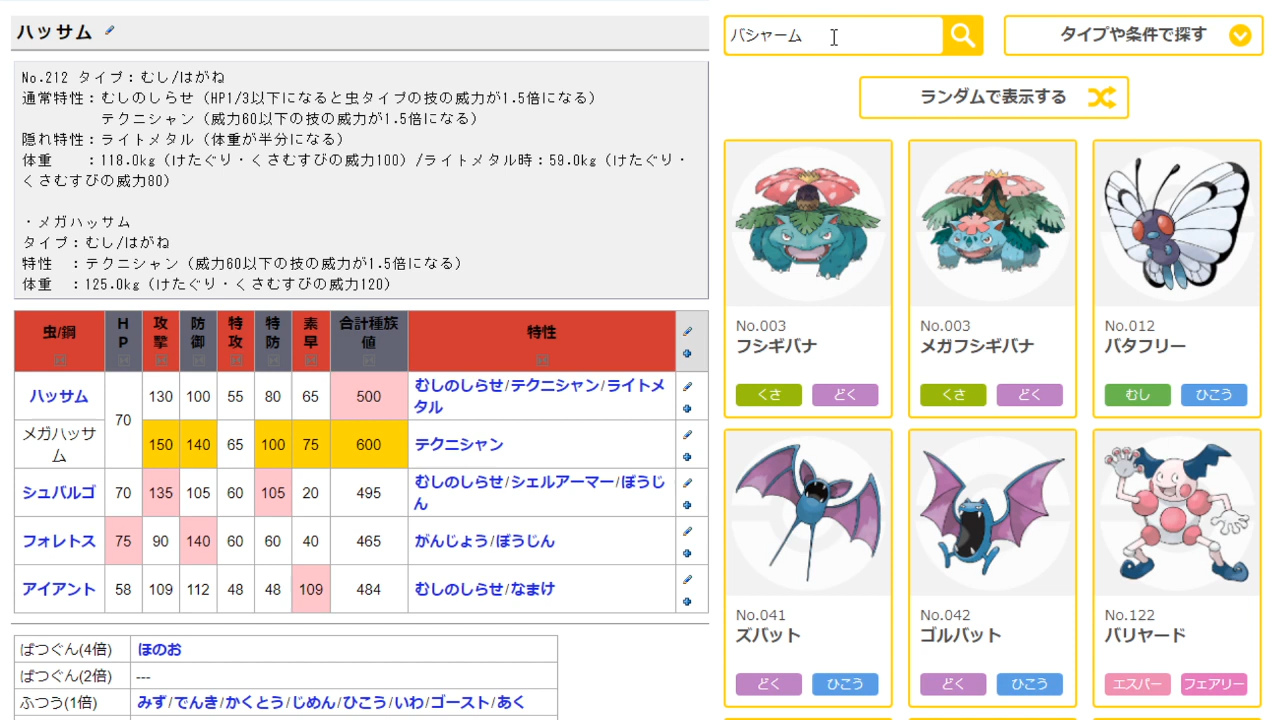 ハッサム
No.212 タイプ：むし/はがね
通常特性：むしのしらせ（HP1/3以下になると虫タイプの技の威力が1.5倍になる）
テクニシャン（威力60以下の技の威力が1.5倍になる）
隠れ特性：ライトメタル（体重が半分になる）
体重　　：118.0kg（けたぐり・くさむすびの威力100）/ライトメタル時：59.0kg（けたぐり・
くさむすびの威力80）
・メガハッサム
タイプ：むし/はがね
特性　：テクニシャン（威力60以下の技の威力が1.5倍になる）
体重　：125.0kg（けたぐり・くさむすびの威力120）
虫/鋼 HP 攻撃 防御 特攻 特防 素早 合計種族値 特性
ハッサム 70 130 100 55 80 65 500 むしのしらせ/テクニシャン/ライトメタル
メガハッサム 150 140 65 100 75 600 テクニシャン
シュバルゴ 70 135 105 60 105 20 495 むしのしらせ/シェルアーマー/ぼうじん
フォレトス 75 90 140 60 60 40 465 がんじょう/ぼうじん
アイアント 58 109 112 48 48 109 484 むしのしらせ/なまけ
ばつぐん(4倍) ほのお
ばつぐん(2倍) ---
ふつう(1倍) みず/でんき/かくとう/じめん/ひこう/いわ/ゴースト/あく
バシャーム
タイプや条件で探す
ランダムで表示する
No.003
フシギバナ
くさ どく
No.003
メガフシギバナ
くさ どく
No.012
バタフリー
むし ひこう
No.041
ズバット
どく ひこう
No.042
ゴルバット
どく ひこう
No.122
バリヤード
エスパー フェアリー